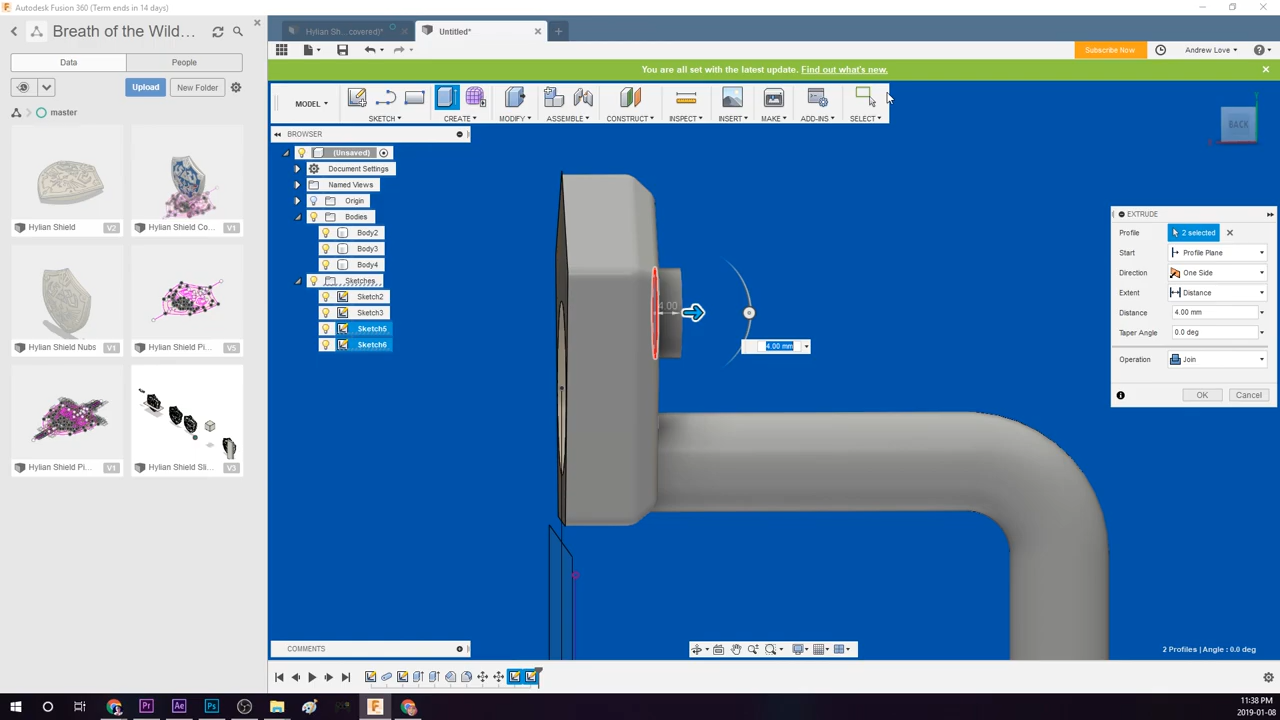 Autodesk Fusion 360 (Term ends in 14 days)
Breath of the Wild...
Data
People
Upload
New Folder
master
Hylian Shield
V2
Hylian Shield Co...
V1
Hylian Shield Nubs
V1
Hylian Shield Pi...
V5
Hylian Shield Pi...
V1
Hylian Shield Sli...
V3
Hylian Sh... covered)*
Untitled*
Subscribe Now
Andrew Love
You are all set with the latest update. Find out what's new.
MODEL
SKETCH
CREATE
MODIFY
ASSEMBLE
CONSTRUCT
INSPECT
INSERT
MAKE
ADD-INS
SELECT
BROWSER
(Unsaved)
Document Settings
Named Views
Origin
Bodies
Body2
Body3
Body4
Sketches
Sketch2
Sketch3
Sketch5
Sketch6
BACK
4.00
4.00 mm
EXTRUDE
Profile
2 selected
Start
Profile Plane
Direction
One Side
Extent
Distance
Distance
4.00 mm
Taper Angle
0.0 deg
Operation
Join
OK
Cancel
COMMENTS
2 Profiles | Angle : 0.0 deg
11:38 PM
2019-01-08